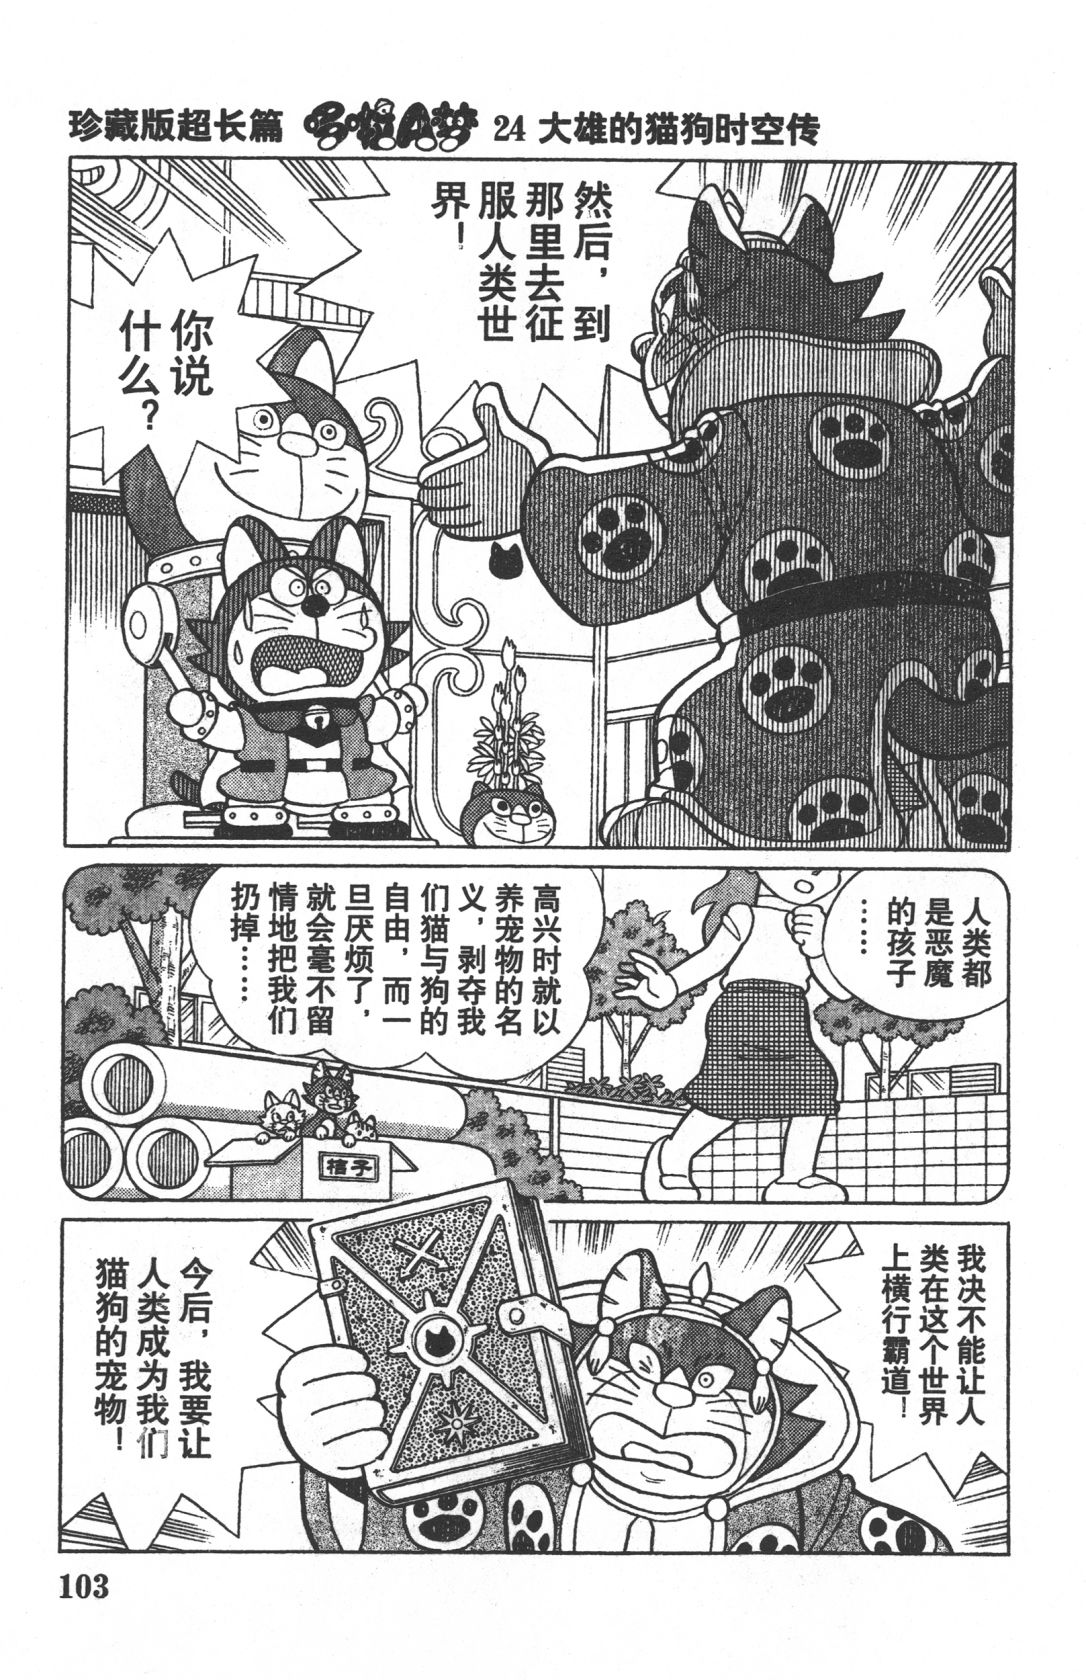 珍藏版超长篇 哆啦A梦 24 大雄的猫狗时空传
然后，到
那里去征
服人类世
界！
你说
什么？
人类都
是恶魔
的孩子
……
高兴时就以
养宠物的名
义，剥夺我
们猫与狗的
自由，而一
旦厌烦了，
就会毫不留
情地把我们
扔掉……
桔子
我决不能让人
类在这个世界
上横行霸道！
今后，我要让
人类成为我们
猫狗的宠物！
103